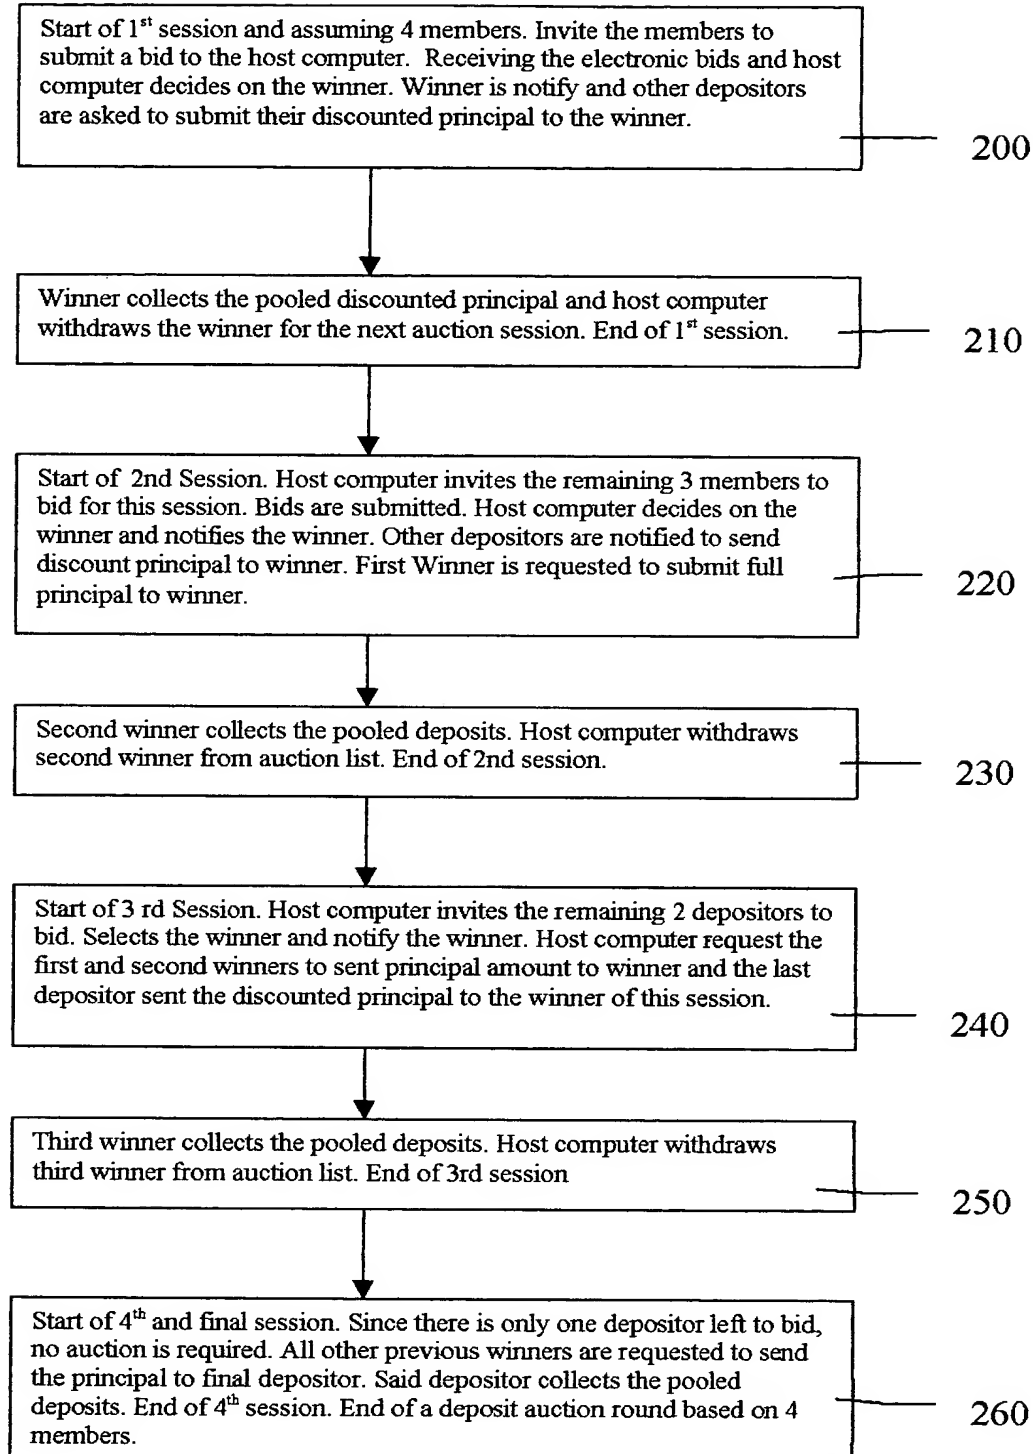 Start of 1st session and assuming 4 members. Invite the members to
submit a bid to the host computer. Receiving the electronic bids and host
computer decides on the winner. Winner is notify and other depositors
are asked to submit their discounted principal to the winner.
200
Winner collects the pooled discounted principal and host computer
withdraws the winner for the next auction session. End of 1st session.
210
Start of 2nd Session. Host computer invites the remaining 3 members to
bid for this session. Bids are submitted. Host computer decides on the
winner and notifies the winner. Other depositors are notified to send
discount principal to winner. First Winner is requested to submit full
principal to winner.
220
Second winner collects the pooled deposits. Host computer withdraws
second winner from auction list. End of 2nd session.
230
Start of 3 rd Session. Host computer invites the remaining 2 depositors to
bid. Selects the winner and notify the winner. Host computer request the
first and second winners to sent principal amount to winner and the last
depositor sent the discounted principal to the winner of this session.
240
Third winner collects the pooled deposits. Host computer withdraws
third winner from auction list. End of 3rd session
250
Start of 4th and final session. Since there is only one depositor left to bid,
no auction is required. All other previous winners are requested to send
the principal to final depositor. Said depositor collects the pooled
deposits. End of 4th session. End of a deposit auction round based on 4
members.
260